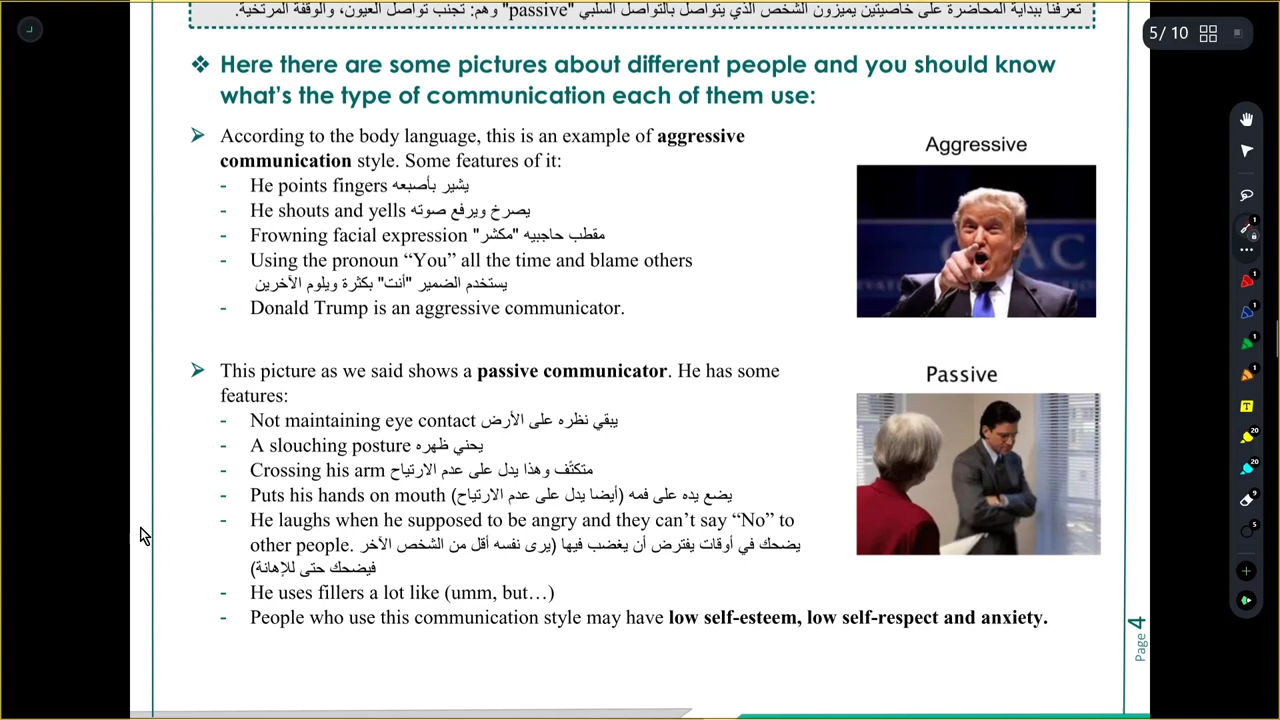 تعرفنا ببداية المحاضرة على خاصيتين يميزون الشخص الذي يتواصل بالتواصل السلبي "passive" وهم: تجنب تواصل العيون، والوقفة المرتخية.
5 / 10
❖ Here there are some pictures about different people and you should know
what's the type of communication each of them use:
➢ According to the body language, this is an example of aggressive
communication style. Some features of it:
- He points fingers يشير بأصبعه
- He shouts and yells يصرخ ويرفع صوته
- Frowning facial expression "مقطب حاجبيه "مكشر
- Using the pronoun “You” all the time and blame others
يستخدم الضمير "أنت" بكثرة ويلوم الآخرين
- Donald Trump is an aggressive communicator.
Aggressive
➢ This picture as we said shows a passive communicator. He has some
features:
- Not maintaining eye contact يبقي نظره على الأرض
- A slouching posture يحني ظهره
- Crossing his arm متكتّف وهذا يدل على عدم الارتياح
- Puts his hands on mouth يضع يده على فمه (أيضا يدل على عدم الارتياح)
- He laughs when he supposed to be angry and they can’t say “No” to
other people. يضحك في أوقات يفترض أن يغضب فيها (يرى نفسه أقل من الشخص الآخر
فيضحك حتى للإهانة)
- He uses fillers a lot like (umm, but…)
- People who use this communication style may have low self-esteem, low self-respect and anxiety.
Passive
Page 4